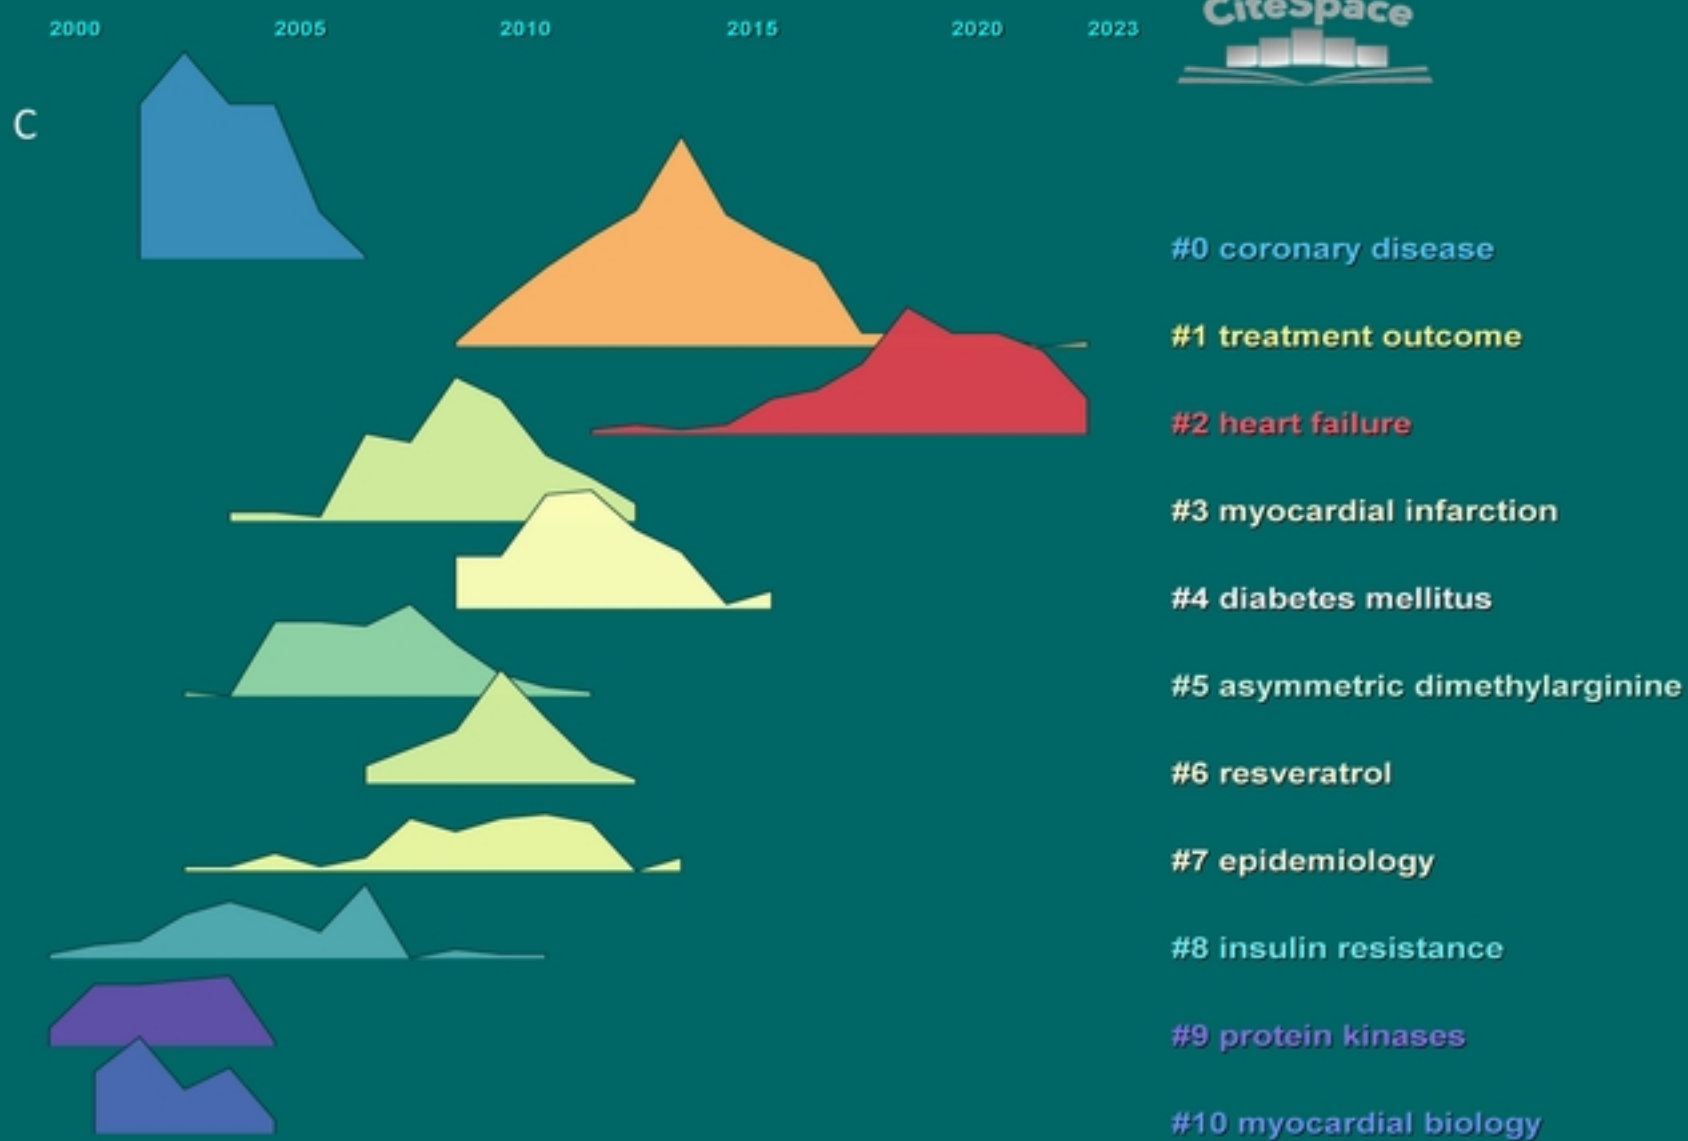 2000 2005 2010 2015 2020 2023
CiteSpace
C
#0 coronary disease
#1 treatment outcome
#2 heart failure
#3 myocardial infarction
#4 diabetes mellitus
#5 asymmetric dimethylarginine
#6 resveratrol
#7 epidemiology
#8 insulin resistance
#9 protein kinases
#10 myocardial biology